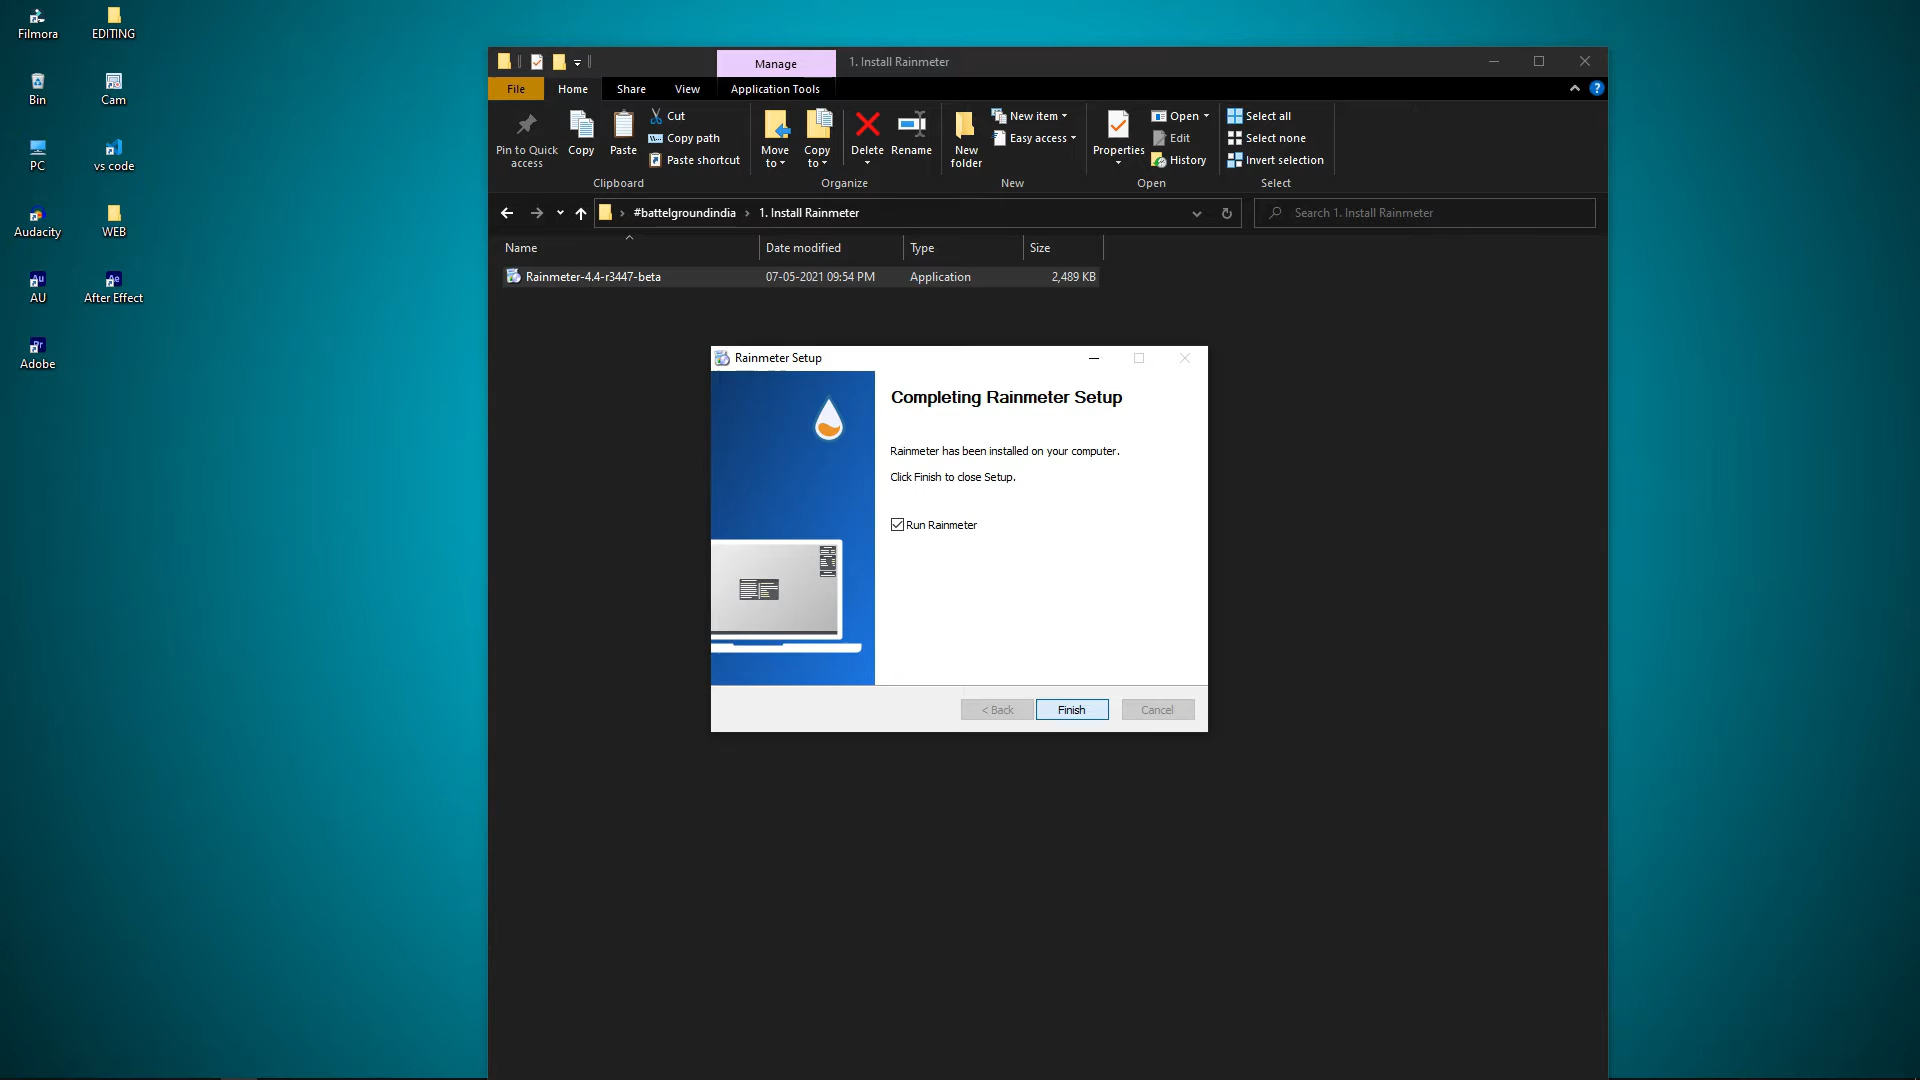 Filmora
EDITING
Bin
Cam
PC
vs code
Audacity
WEB
AU
After Effect
Adobe
Manage
1. Install Rainmeter
File
Home
Share
View
Application Tools
Pin to Quick access
Copy
Paste
Cut
Copy path
Paste shortcut
Clipboard
Move to
Copy to
Delete
Rename
Organize
New folder
New item
Easy access
New
Properties
Open
Edit
History
Open
Select all
Select none
Invert selection
Select
#battelgroundindia > 1. Install Rainmeter
Search 1. Install Rainmeter
Name
Date modified
Type
Size
Rainmeter-4.4-r3447-beta
07-05-2021 09:54 PM
Application
2,489 KB
Rainmeter Setup
Completing Rainmeter Setup
Rainmeter has been installed on your computer.
Click Finish to close Setup.
Run Rainmeter
< Back
Finish
Cancel